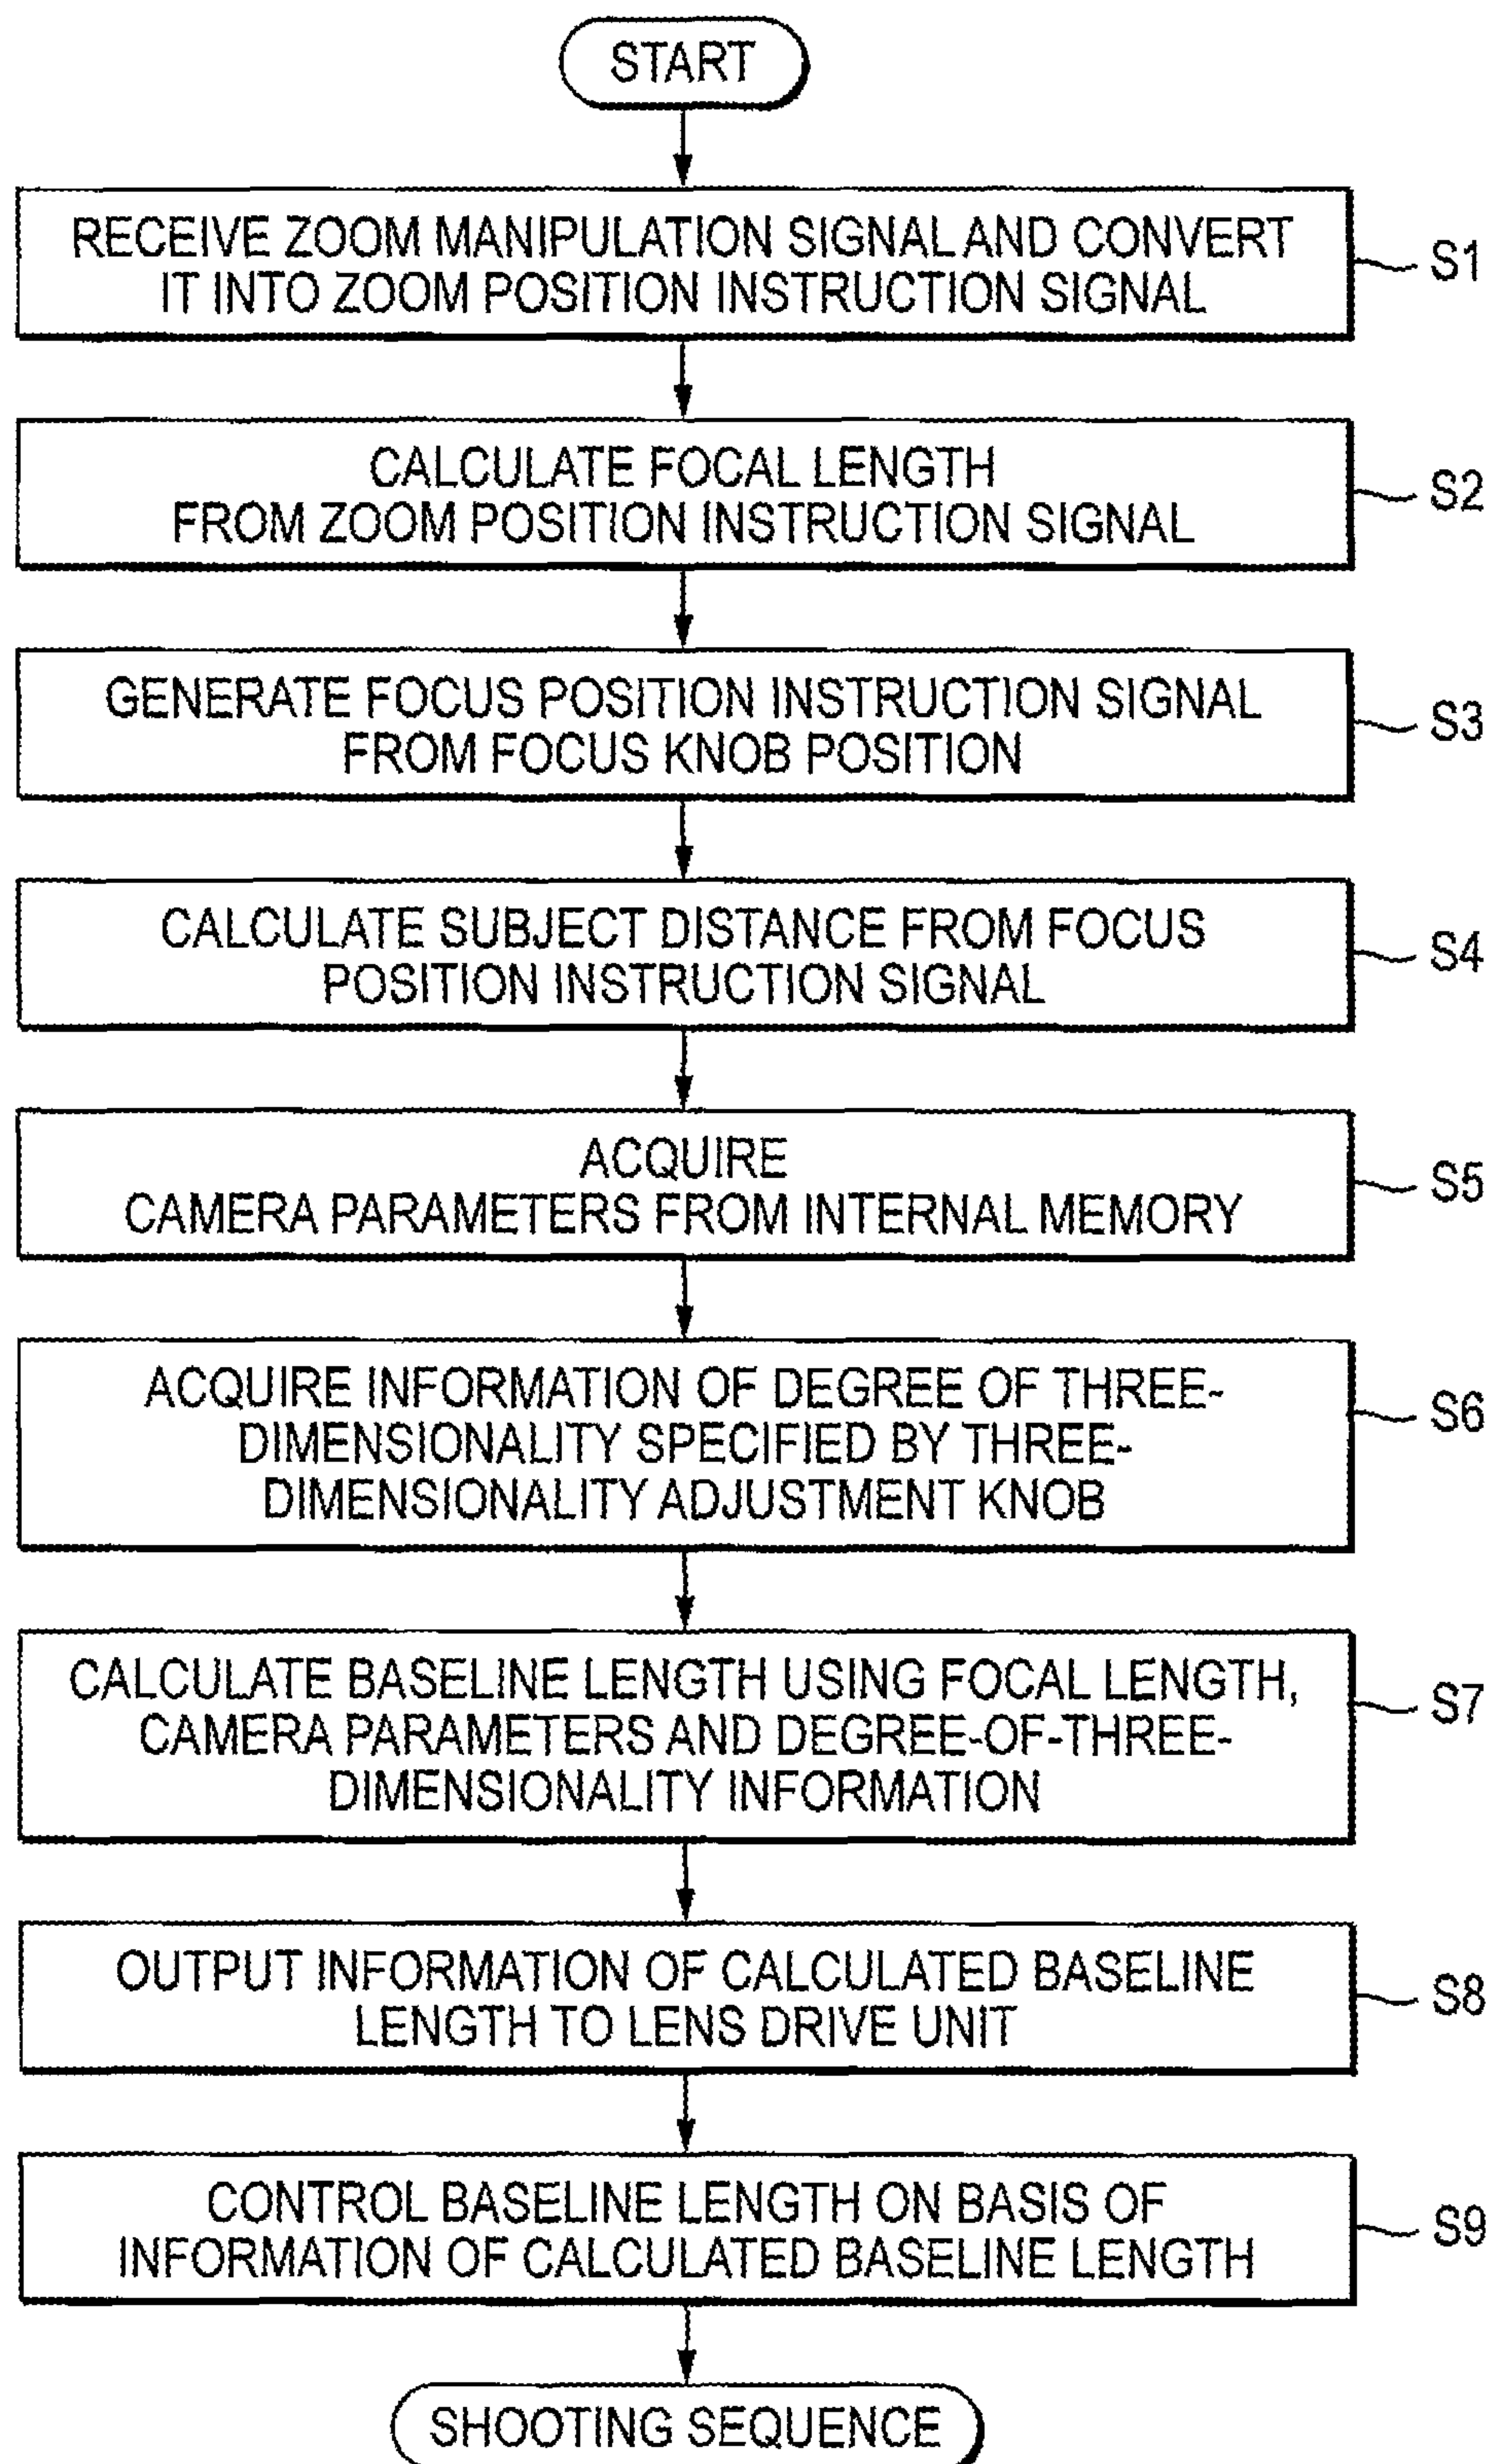 START
RECEIVE ZOOM MANIPULATION SIGNAL AND CONVERT
IT INTO ZOOM POSITION INSTRUCTION SIGNAL
S1
CALCULATE FOCAL LENGTH
FROM ZOOM POSITION INSTRUCTION SIGNAL
S2
GENERATE FOCUS POSITION INSTRUCTION SIGNAL
FROM FOCUS KNOB POSITION
S3
CALCULATE SUBJECT DISTANCE FROM FOCUS
POSITION INSTRUCTION SIGNAL
S4
ACQUIRE
CAMERA PARAMETERS FROM INTERNAL MEMORY
S5
ACQUIRE INFORMATION OF DEGREE OF THREE-
DIMENSIONALITY SPECIFIED BY THREE-
DIMENSIONALITY ADJUSTMENT KNOB
S6
CALCULATE BASELINE LENGTH USING FOCAL LENGTH,
CAMERA PARAMETERS AND DEGREE-OF-THREE-
DIMENSIONALITY INFORMATION
S7
OUTPUT INFORMATION OF CALCULATED BASELINE
LENGTH TO LENS DRIVE UNIT
S8
CONTROL BASELINE LENGTH ON BASIS OF
INFORMATION OF CALCULATED BASELINE LENGTH
S9
SHOOTING SEQUENCE